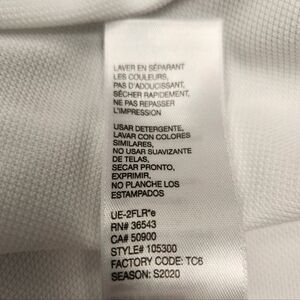 LAVER EN SÉPARANT
LES COULEURS,
PAS D'ADOUCISSANT,
SÉCHER RAPIDEMENT,
NE PAS REPASSER
L'IMPRESSION
USAR DETERGENTE,
LAVAR CON COLORES
SIMILARES,
NO USAR SUAVIZANTE
DE TELAS,
SECAR PRONTO,
EXPRIMIR,
NO PLANCHE LOS
ESTAMPADOS
UE-2FLR*e
RN# 36543
CA# 50900
STYLE# 105300
FACTORY CODE: TC6
SEASON: S2020